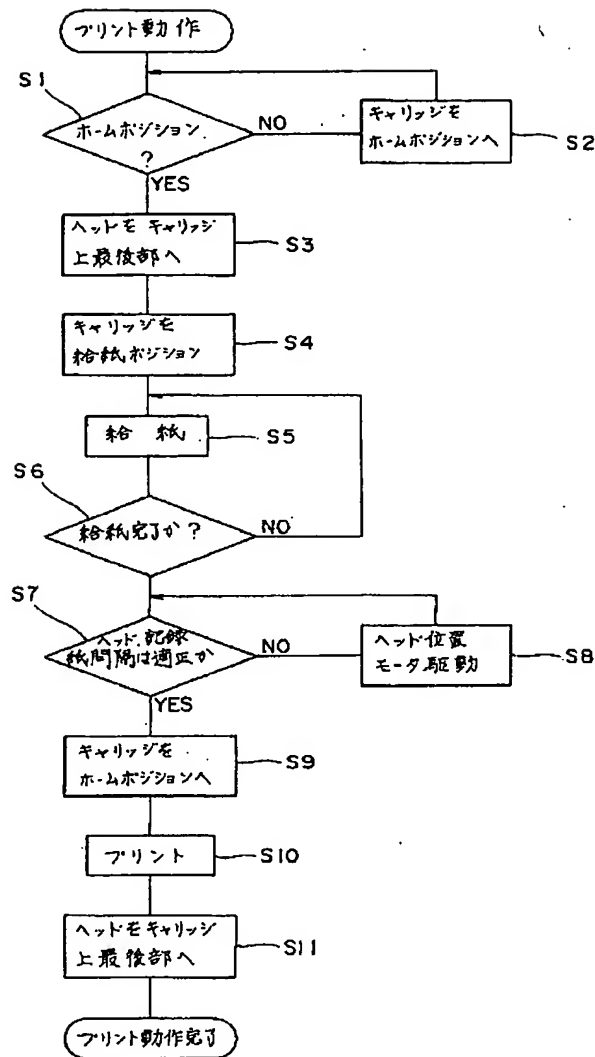 プリント動作
S1
ホームポジション
?
NO
キャリッジを
ホームポジションへ
S2
YES
ヘッドを キャリッジ
上最後部へ
S3
キャリッジを
給紙ポジション
S4
給 紙
S5
S6
給紙完了か?
NO
S7
ヘッド、記録
紙間隔は適正か
NO
ヘッド位置
モータ駆動
S8
YES
キャリッジを
ホームポジションへ
S9
プリント
S10
ヘッドをキャリッジ
上最後部へ
S11
プリント動作完了